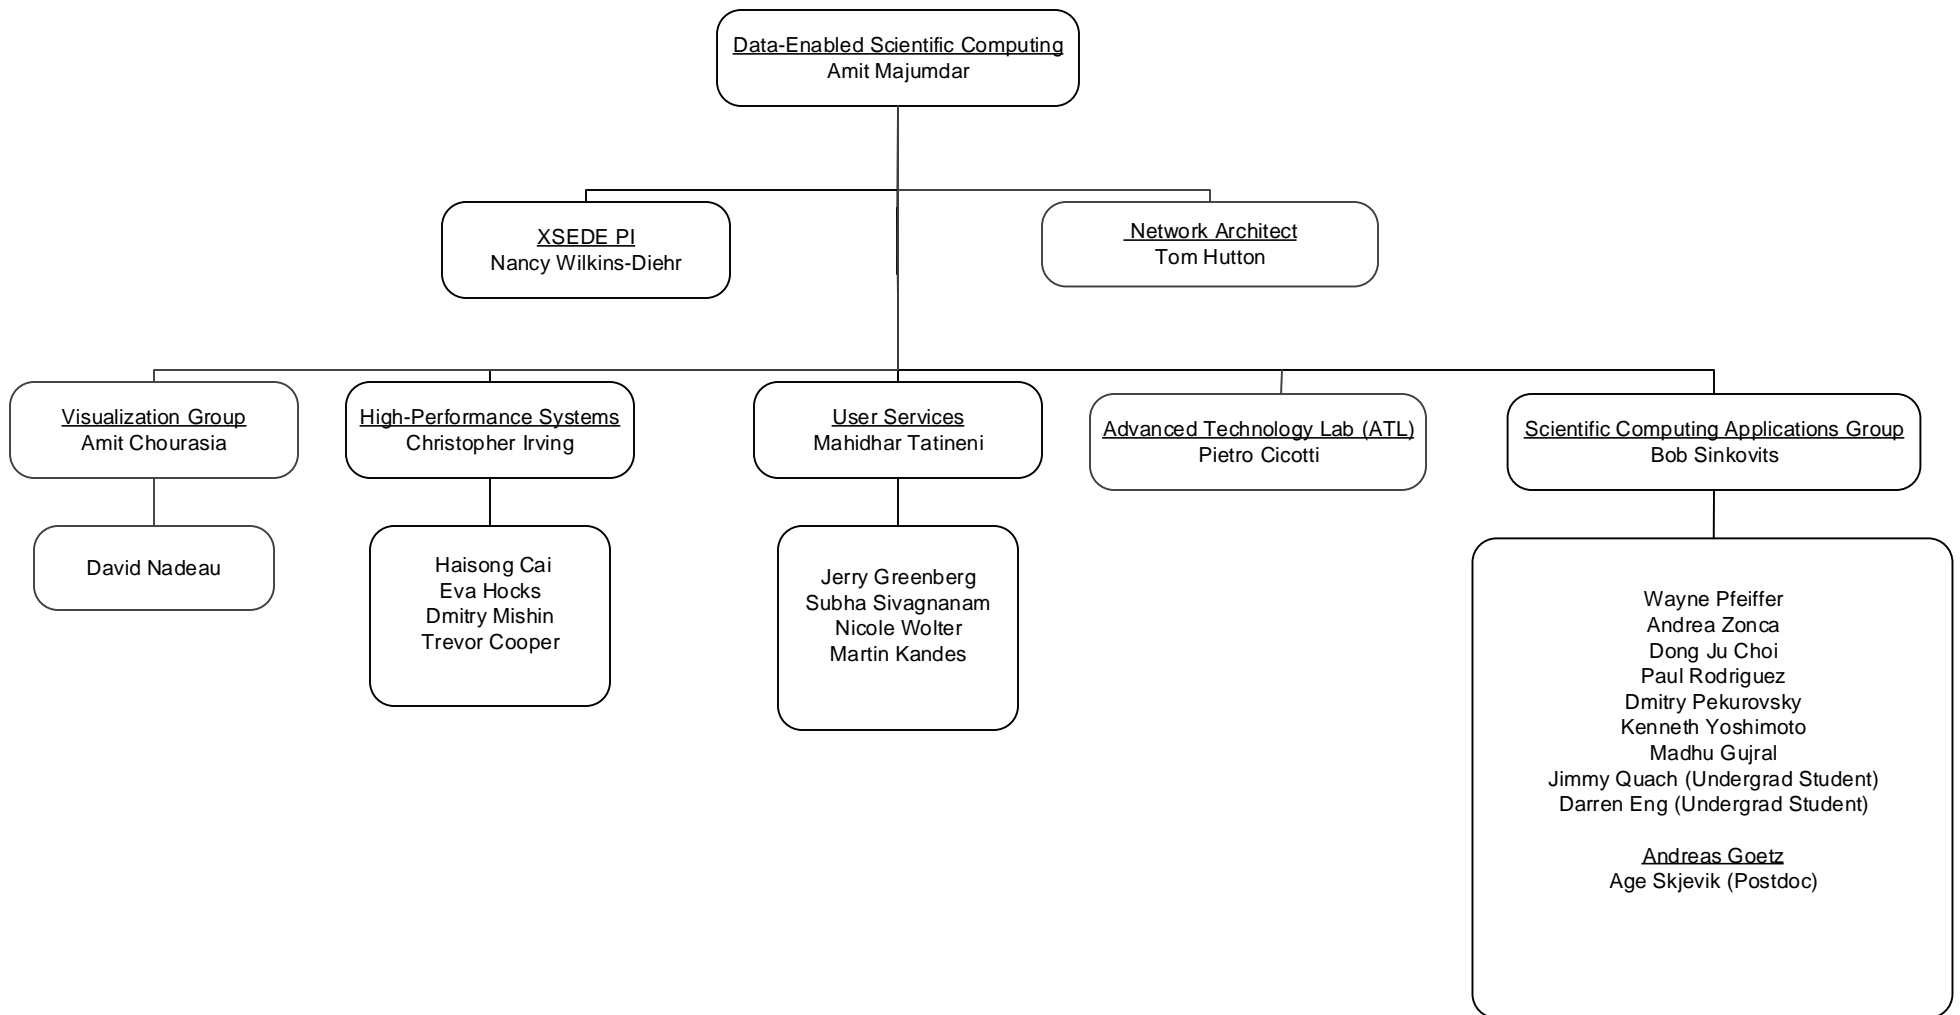 Data-Enabled Scientific Computing
Amit Majumdar
XSEDE PI
Nancy Wilkins-Diehr
Network Architect
Tom Hutton
Visualization Group
Amit Chourasia
High-Performance Systems
Christopher Irving
User Services
Mahidhar Tatineni
Advanced Technology Lab (ATL)
Pietro Cicotti
Scientific Computing Applications Group
Bob Sinkovits
David Nadeau
Haisong Cai
Eva Hocks
Dmitry Mishin
Trevor Cooper
Jerry Greenberg
Subha Sivagnanam
Nicole Wolter
Martin Kandes
Wayne Pfeiffer
Andrea Zonca
Dong Ju Choi
Paul Rodriguez
Dmitry Pekurovsky
Kenneth Yoshimoto
Madhu Gujral
Jimmy Quach (Undergrad Student)
Darren Eng (Undergrad Student)
Andreas Goetz
Age Skjevik (Postdoc)